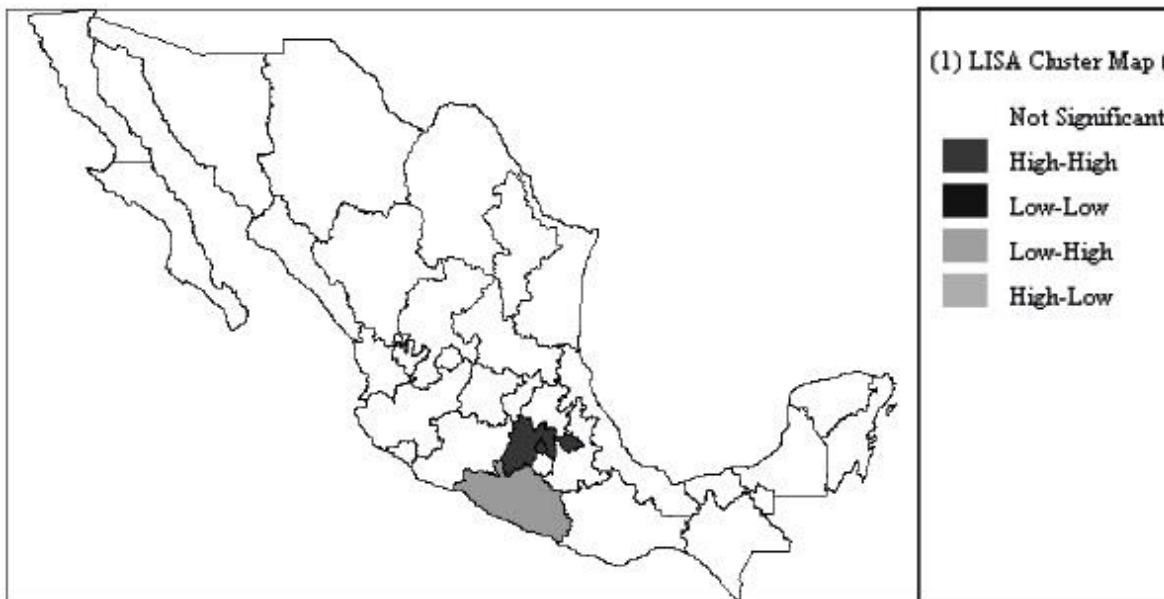 (1) LISA Cluster Map (
Not Significant
High-High
Low-Low
Low-High
High-Low